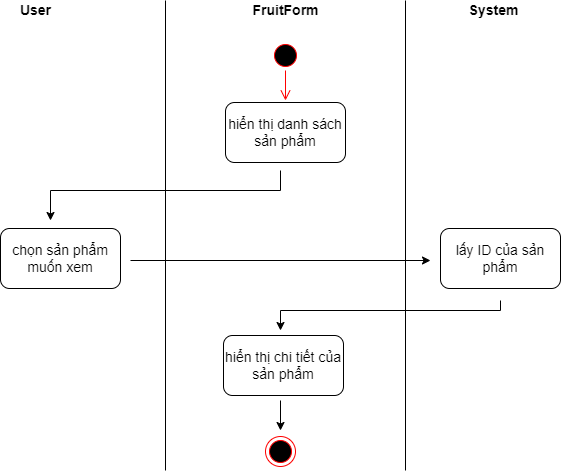 User
FruitForm
System
hiển thị danh sách
sản phẩm
chọn sản phẩm
muốn xem
lấy ID của sản
phẩm
hiển thị chi tiết của
sản phẩm